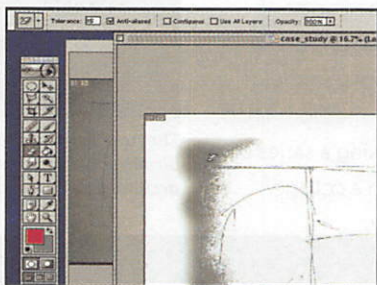 Tolerance: Anti-aliased Contiguous Use All Layers Opacity: 100%
case_study @ 16.7% (La